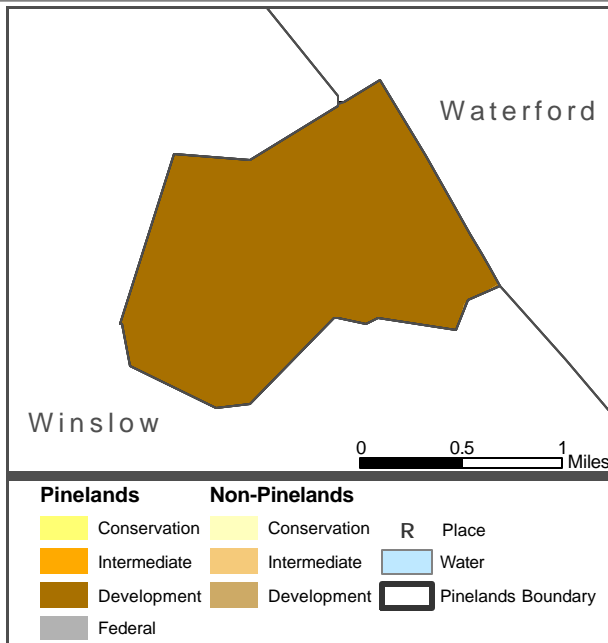 Waterford
Winslow
0 0.5 1
Miles
Pinelands Non-Pinelands
Conservation Conservation R Place
Intermediate Intermediate Water
Development Development Pinelands Boundary
Federal